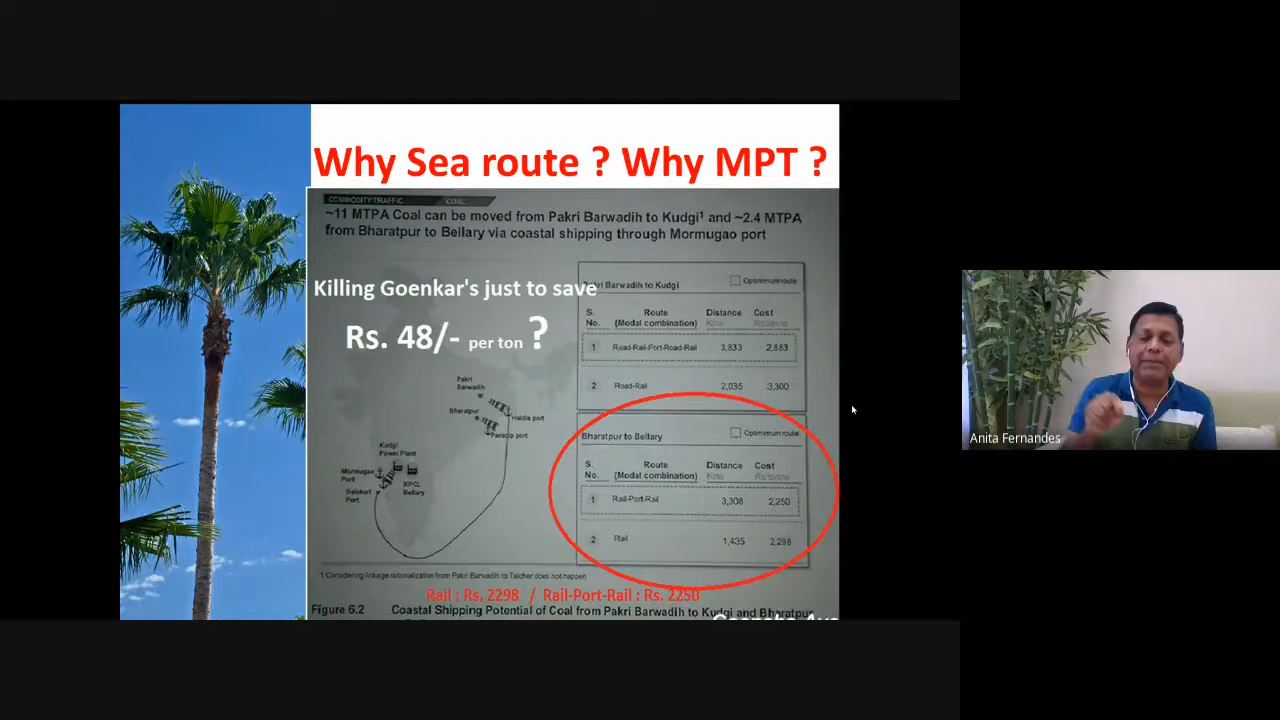 Why Sea route ? Why MPT ?
COMMODITY TRAFFIC COAL
~11 MTPA Coal can be moved from Pakri Barwadih to Kudgi¹ and ~2.4 MTPA
from Bharatpur to Bellary via coastal shipping through Mormugao port
Killing Goenkar's just to save
Rs. 48/- per ton ?
Barwadih to Kudgi
Optimimum route
S. No.
Route (Modal combination)
Distance Kms
Cost
1 Road-Rail-Port-Road-Rail 3,833 2,883
2 Road-Rail 2,035 3,300
Pakri
Barwadih
Bharatpur
Haldia port
Paradip port
Kudgi
Power Plant
Mormugao
Port
Belekeri
Port
KPCL
Bellary
Bharatpur to Bellary
Optimimum route
S. No.
Route (Modal combination)
Distance Kms
Cost
1 Rail-Port-Rail 3,308 2,250
2 Rail 1,435 2,298
¹ Considering linkage rationalization from Pakri Barwadih to Talcher does not happen
Rail : Rs. 2298 / Rail-Port-Rail : Rs. 2250
Figure 6.2 Coastal Shipping Potential of Coal from Pakri Barwadih to Kudgi and Bharatpur
Anita Fernandes